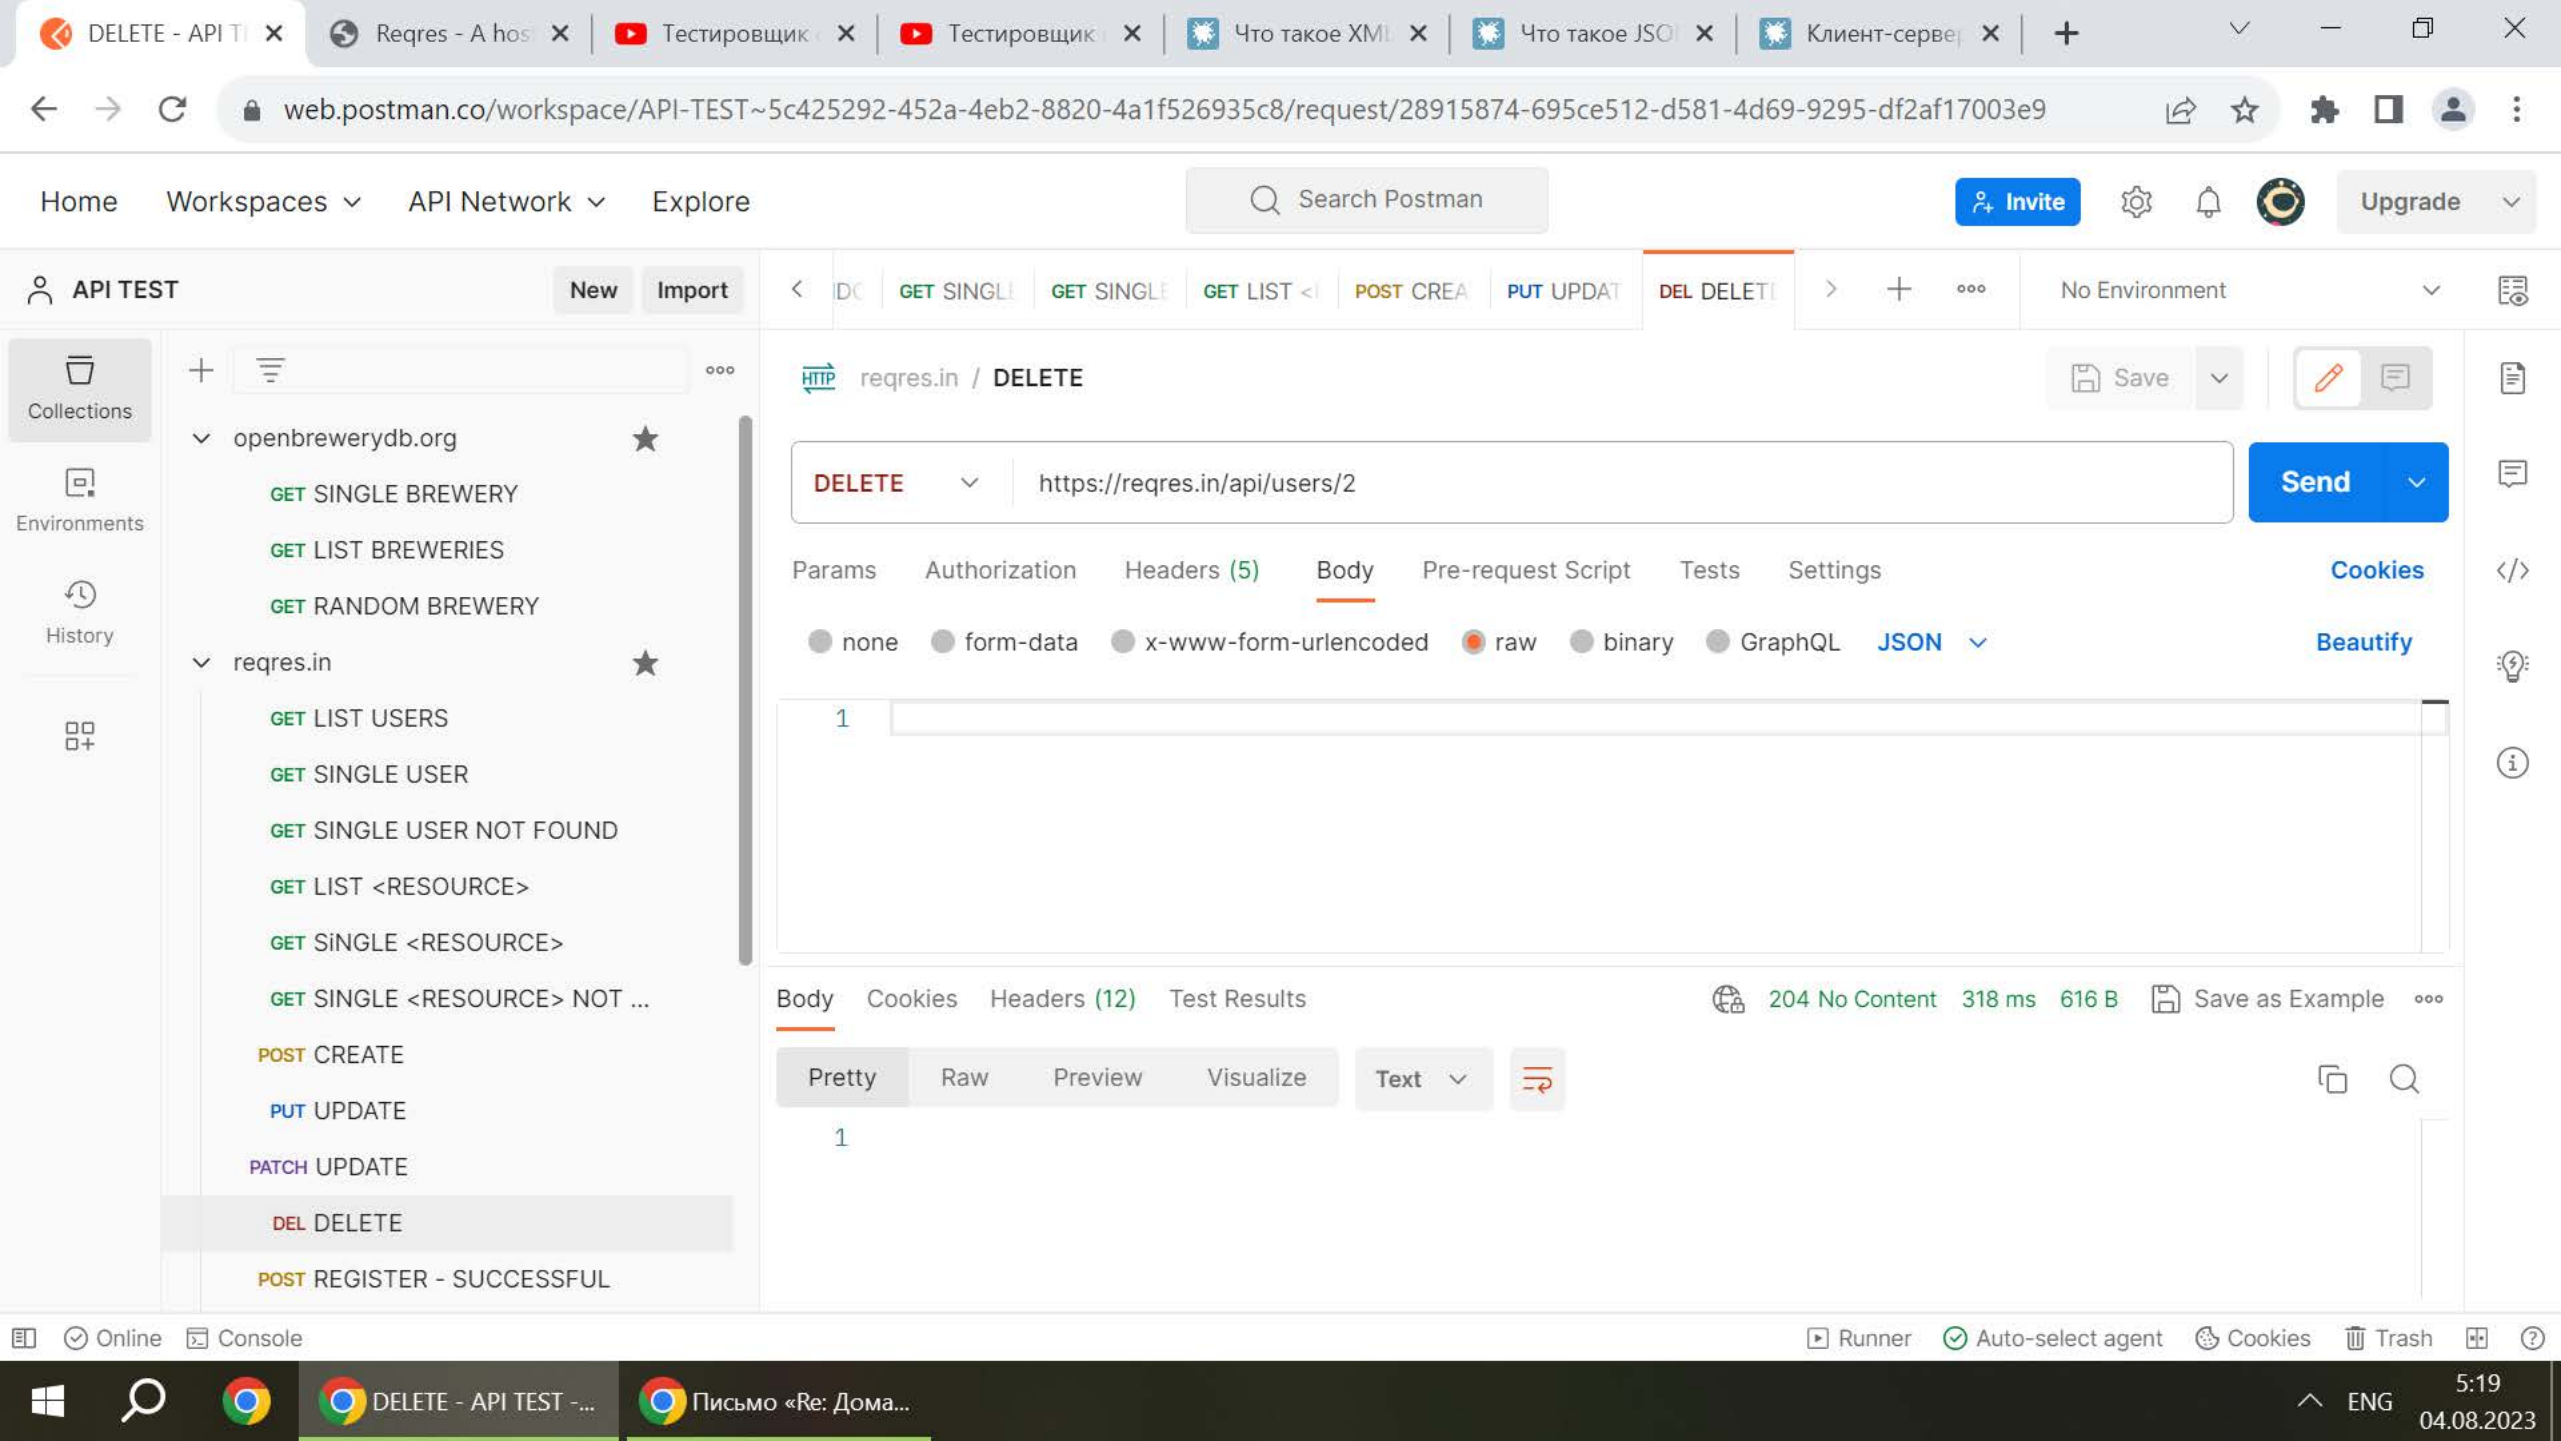 DELETE - API T
Reqres - A hos
Тестировщик
Тестировщик
Что такое XML
Что такое JSO
Клиент-серве
web.postman.co/workspace/API-TEST~5c425292-452a-4eb2-8820-4a1f526935c8/request/28915874-695ce512-d581-4d69-9295-df2af17003e9
Home
Workspaces
API Network
Explore
Search Postman
Invite
Upgrade
API TEST
New
Import
GET SINGLE
GET SINGLE
GET LIST <
POST CREA
PUT UPDAT
DEL DELET
No Environment
Collections
Environments
History
openbrewerydb.org
GET SINGLE BREWERY
GET LIST BREWERIES
GET RANDOM BREWERY
reqres.in
GET LIST USERS
GET SINGLE USER
GET SINGLE USER NOT FOUND
GET LIST <RESOURCE>
GET SiNGLE <RESOURCE>
GET SINGLE <RESOURCE> NOT ...
POST CREATE
PUT UPDATE
PATCH UPDATE
DEL DELETE
POST REGISTER - SUCCESSFUL
HTTP reqres.in / DELETE
Save
DELETE
https://reqres.in/api/users/2
Send
Params
Authorization
Headers (5)
Body
Pre-request Script
Tests
Settings
Cookies
none
form-data
x-www-form-urlencoded
raw
binary
GraphQL
JSON
Beautify
1
Body
Cookies
Headers (12)
Test Results
204 No Content
318 ms
616 B
Save as Example
Pretty
Raw
Preview
Visualize
Text
1
Online
Console
Runner
Auto-select agent
Cookies
Trash
DELETE - API TEST -...
Письмо «Re: Дома...
ENG
5:19
04.08.2023